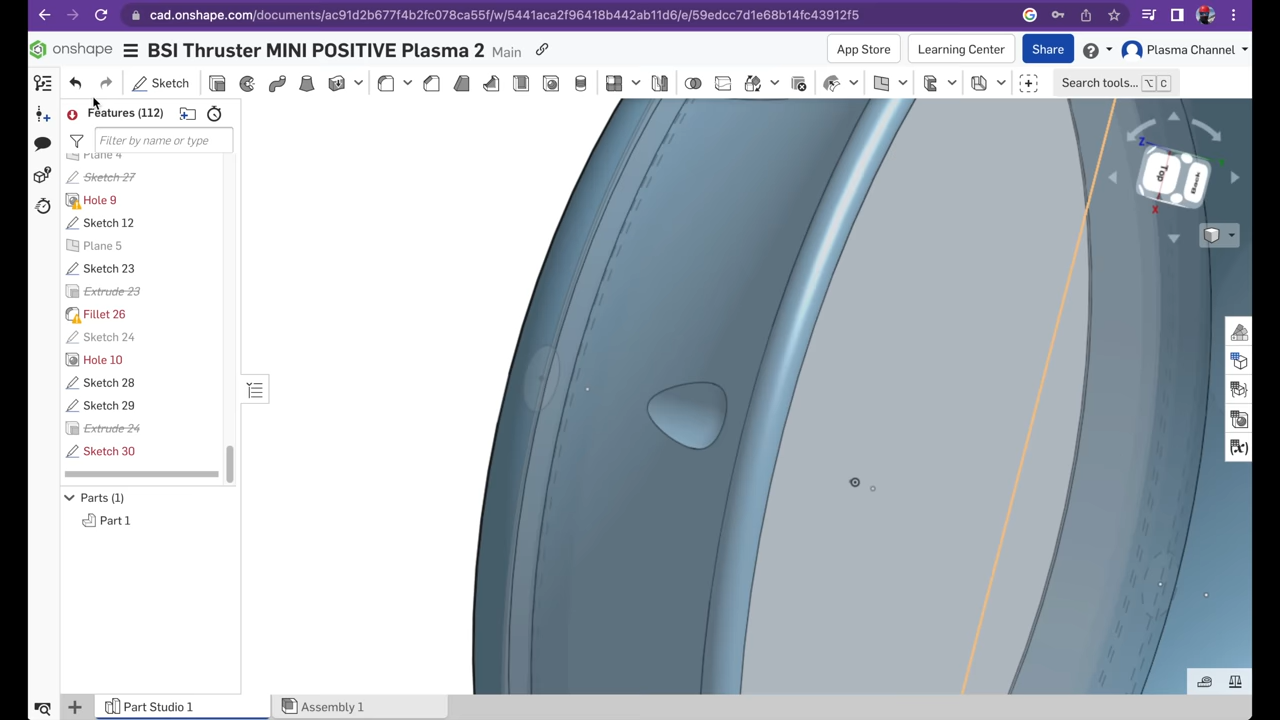 cad.onshape.com/documents/ac91d2b677f4b2fc078ca55f/w/5441aca2f96418b442ab11d6/e/59edcc7d1e68b14fc43912f5
onshape
BSI Thruster MINI POSITIVE Plasma 2 Main
App Store
Learning Center
Share
Plasma Channel
Sketch
Search tools... ⌥ C
Features (112)
Filter by name or type
Plane 4
Sketch 27
Hole 9
Sketch 12
Plane 5
Sketch 23
Extrude 23
Fillet 26
Sketch 24
Hole 10
Sketch 28
Sketch 29
Extrude 24
Sketch 30
Parts (1)
Part 1
Z
Top
Back
X
Part Studio 1
Assembly 1